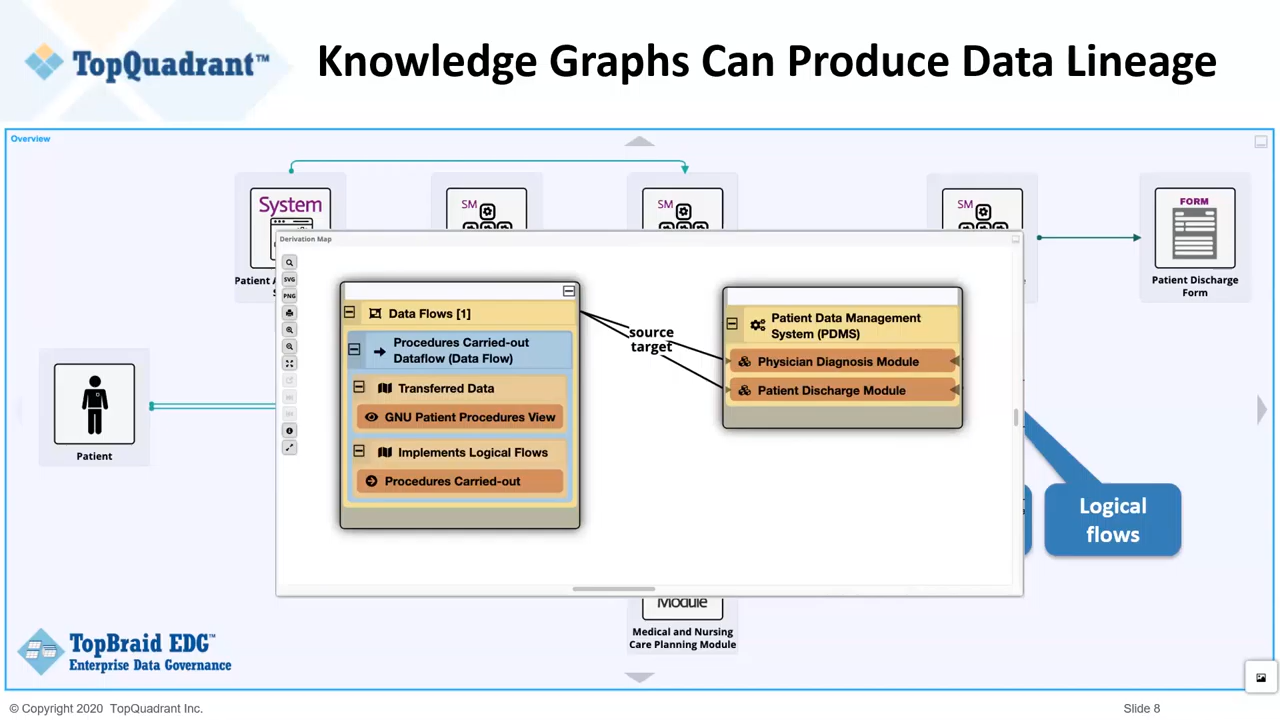 TopQuadrant™
Knowledge Graphs Can Produce Data Lineage
Overview
System
SM
SM
SM
FORM
Patient Discharge
Form
Derivation Map
SVG
PNG
Data Flows [1]
Procedures Carried-out
Dataflow (Data Flow)
Transferred Data
GNU Patient Procedures View
Implements Logical Flows
Procedures Carried-out
source
target
Patient Data Management
System (PDMS)
Physician Diagnosis Module
Patient Discharge Module
Patient
Logical
flows
Module
Medical and Nursing
Care Planning Module
TopBraid EDG™
Enterprise Data Governance
© Copyright 2020 TopQuadrant Inc.
Slide 8